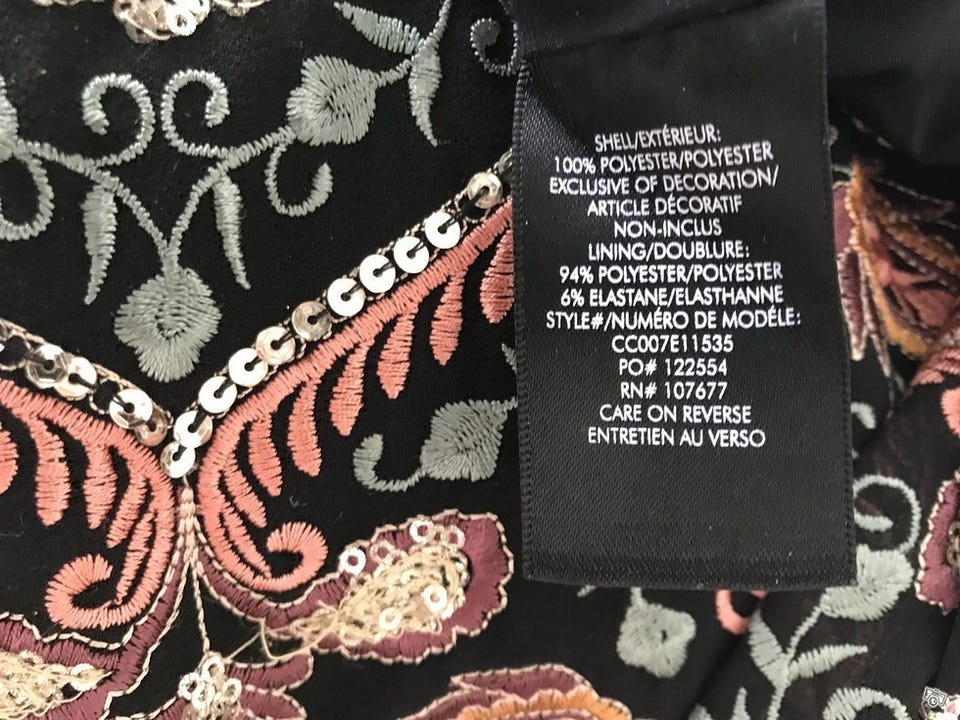 SHELL/EXTÉRIEUR:
100% POLYESTER/POLYESTER
EXCLUSIVE OF DECORATION/
ARTICLE DÉCORATIF
NON-INCLUS
LINING/DOUBLURE:
94% POLYESTER/POLYESTER
6% ELASTANE/ELASTHANNE
STYLE#/NUMÉRO DE MODÉLE:
CC007E11535
PO# 122554
RN# 107677
CARE ON REVERSE
ENTRETIEN AU VERSO